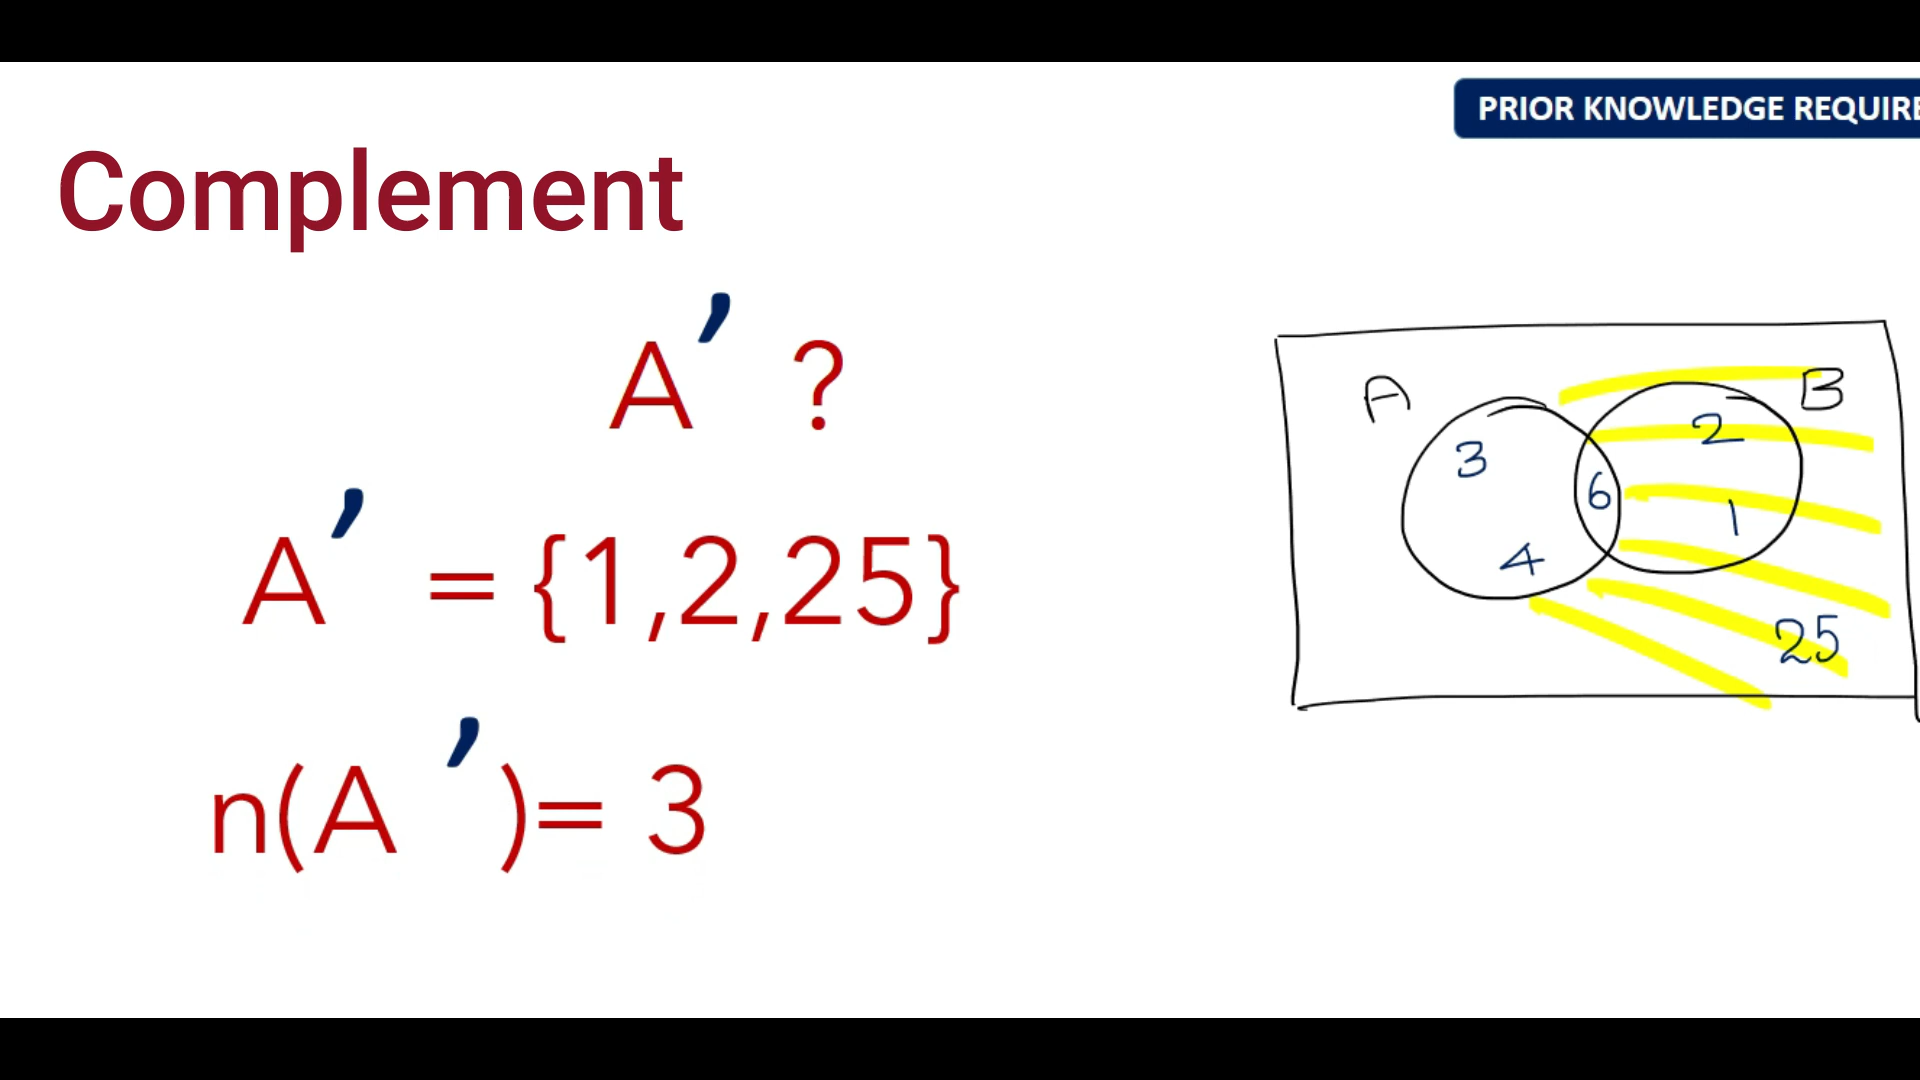 PRIOR KNOWLEDGE REQUIRE
Complement
A’ ?
A’ = {1,2,25}
n(A ’)= 3
A
B
3
2
6
1
4
25